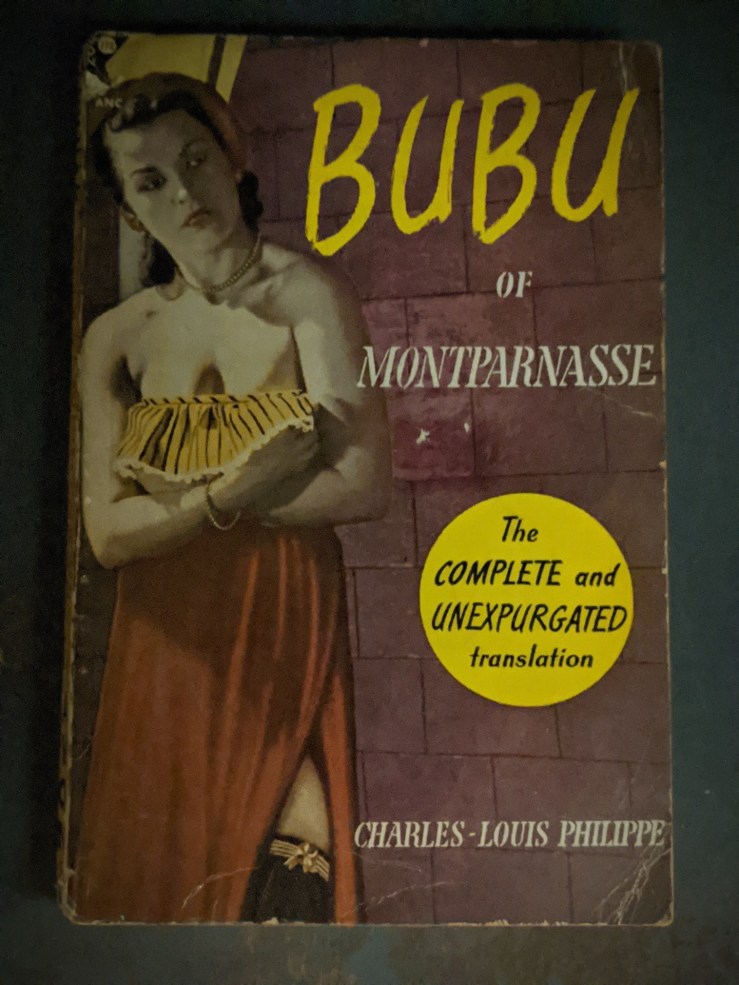 BUBU
OF
MONTPARNASSE
The
COMPLETE and
UNEXPURGATED
translation
CHARLES-LOUIS PHILIPPE